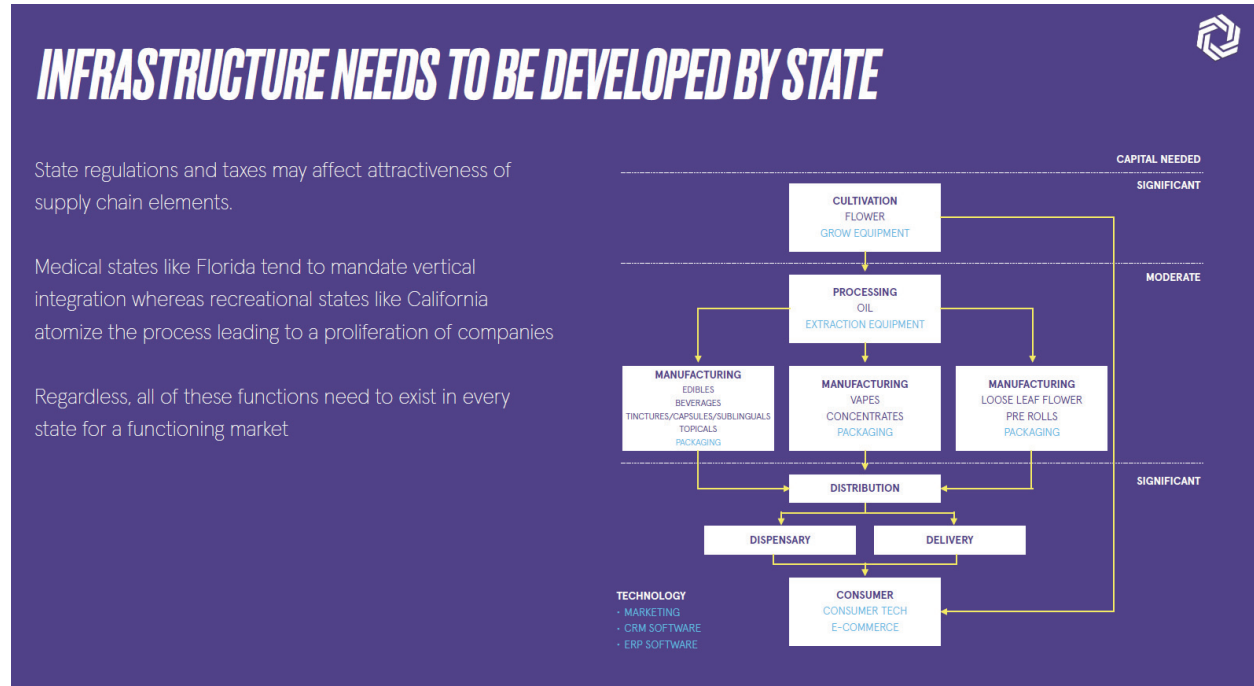 INFRASTRUCTURE NEEDS TO BE DEVELOPED BY STATE
State regulations and taxes may affect attractiveness of
supply chain elements.
Medical states like Florida tend to mandate vertical
integration whereas recreational states like California
atomize the process leading to a proliferation of companies
Regardless, all of these functions need to exist in every
state for a functioning market
CAPITAL NEEDED
SIGNIFICANT
CULTIVATION
FLOWER
GROW EQUIPMENT
MODERATE
PROCESSING
OIL
EXTRACTION EQUIPMENT
MANUFACTURING
EDIBLES
BEVERAGES
TINCTURES/CAPSULES/SUBLINGUALS
TOPICALS
PACKAGING
MANUFACTURING
VAPES
CONCENTRATES
PACKAGING
MANUFACTURING
LOOSE LEAF FLOWER
PRE ROLLS
PACKAGING
SIGNIFICANT
DISTRIBUTION
DISPENSARY
DELIVERY
CONSUMER
CONSUMER TECH
E-COMMERCE
TECHNOLOGY
• MARKETING
• CRM SOFTWARE
• ERP SOFTWARE